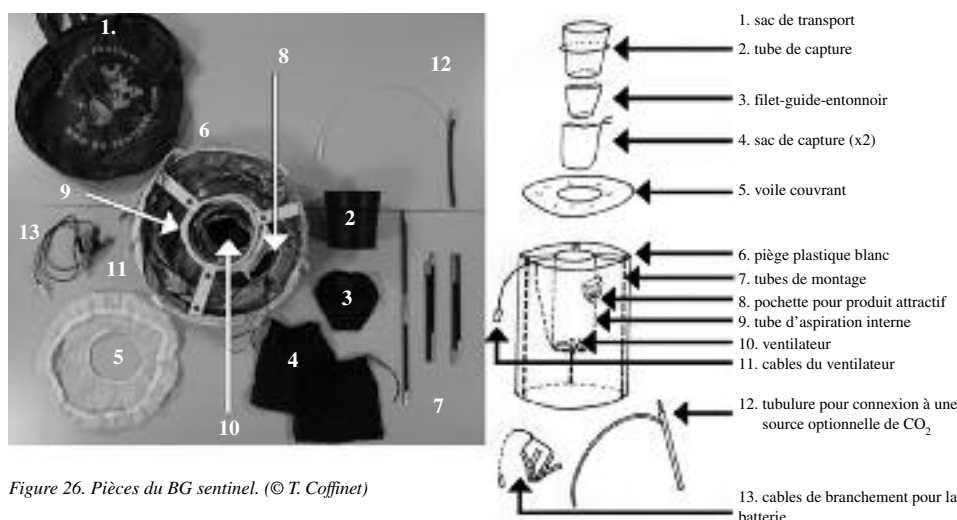 1.
8
12
6
9
2
13
11
3
5
4
7
10
1. sac de transport
2. tube de capture
3. filet-guide-entonnoir
4. sac de capture (x2)
5. voile couvrant
6. piège plastique blanc
7. tubes de montage
8. pochette pour produit attractif
9. tube d'aspiration interne
10. ventilateur
11. cables du ventilateur
12. tubulure pour connexion à une
source optionnelle de CO2
13. cables de branchement pour la
batterie
Figure 26. Pièces du BG sentinel. (© T. Coffinet)